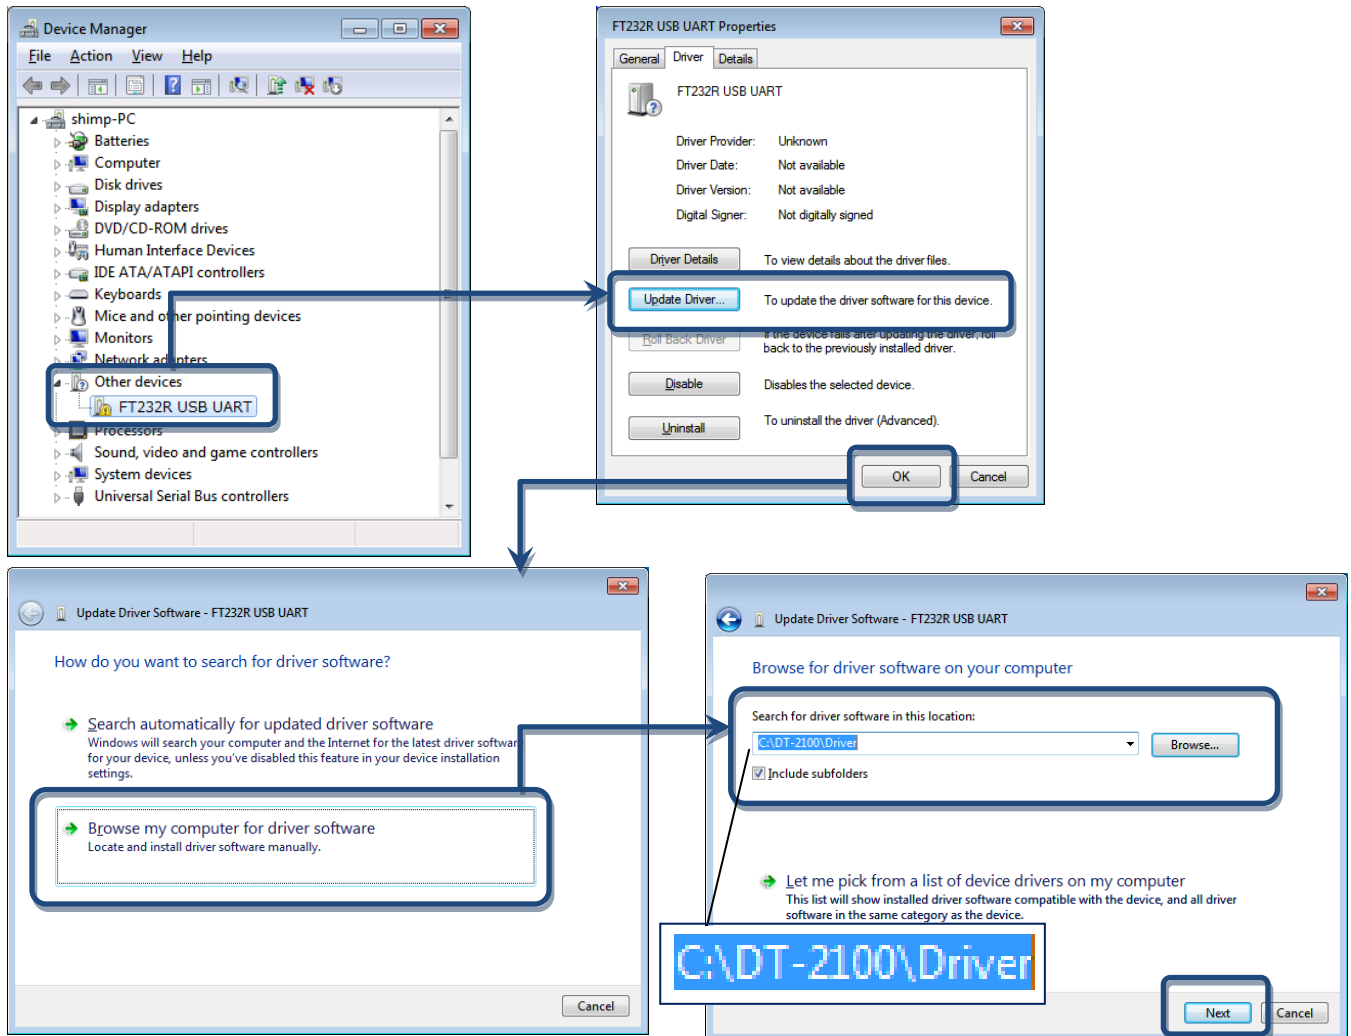 Device Manager
File Action View Help
shimp-PC
Batteries
Computer
Disk drives
Display adapters
DVD/CD-ROM drives
Human Interface Devices
IDE ATA/ATAPI controllers
Keyboards
Mice and other pointing devices
Monitors
Network adapters
Other devices
FT232R USB UART
Processors
Sound, video and game controllers
System devices
Universal Serial Bus controllers
FT232R USB UART Properties
General Driver Details
FT232R USB UART
Driver Provider: Unknown
Driver Date: Not available
Driver Version: Not available
Digital Signer: Not digitally signed
Driver Details To view details about the driver files.
Update Driver... To update the driver software for this device.
Roll Back Driver If the device fails after updating the driver, roll
back to the previously installed driver.
Disable Disables the selected device.
Uninstall To uninstall the driver (Advanced).
OK Cancel
Update Driver Software - FT232R USB UART
How do you want to search for driver software?
Search automatically for updated driver software
Windows will search your computer and the Internet for the latest driver software
for your device, unless you've disabled this feature in your device installation
settings.
Browse my computer for driver software
Locate and install driver software manually.
Cancel
Update Driver Software - FT232R USB UART
Browse for driver software on your computer
Search for driver software in this location:
C:\DT-2100\Driver
Browse...
Include subfolders
Let me pick from a list of device drivers on my computer
This list will show installed driver software compatible with the device, and all driver
software in the same category as the device.
C:\DT-2100\Driver
Next Cancel